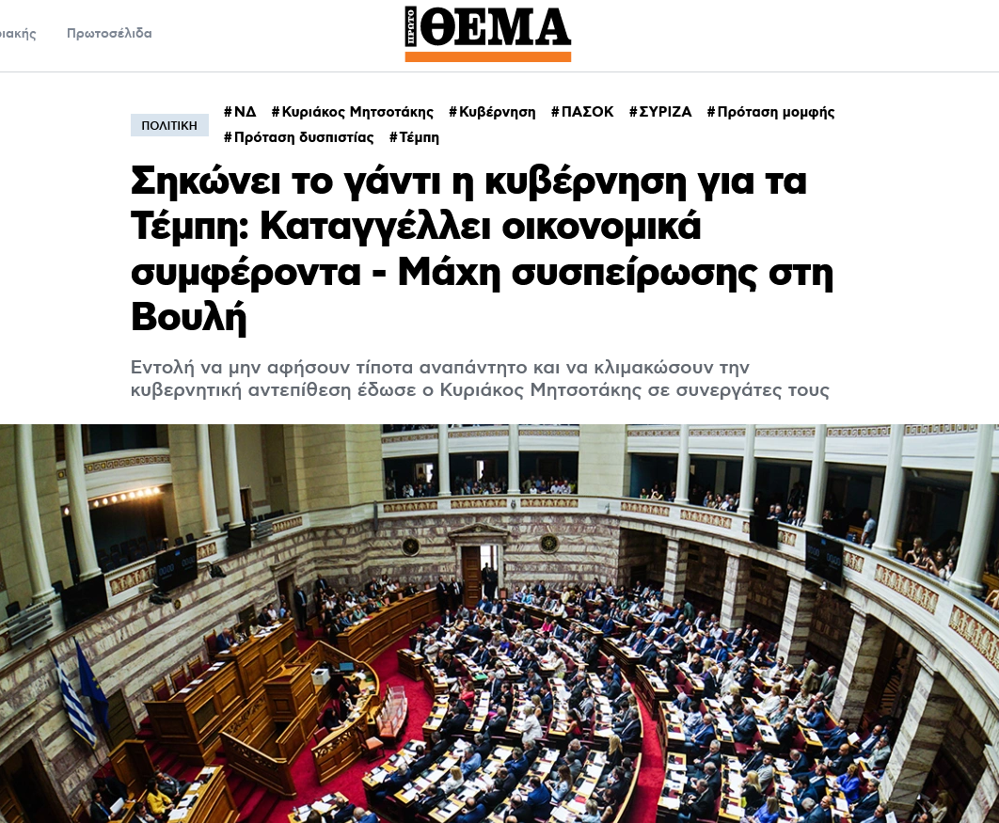 Πρωτοσέλιδα
ΠΡΩΤΟ ΘΕΜΑ
ΠΟΛΙΤΙΚΗ
#ΝΔ #Κυριάκος Μητσοτάκης #Κυβέρνηση #ΠΑΣΟΚ #ΣΥΡΙΖΑ #Πρόταση μομφής
#Πρόταση δυσπιστίας #Τέμπη
Σηκώνει το γάντι η κυβέρνηση για τα
Τέμπη: Καταγγέλλει οικονομικά
συμφέροντα - Μάχη συσπείρωσης στη
Βουλή
Εντολή να μην αφήσουν τίποτα αναπάντητο και να κλιμακώσουν την
κυβερνητική αντεπίθεση έδωσε ο Κυριάκος Μητσοτάκης σε συνεργάτες τους